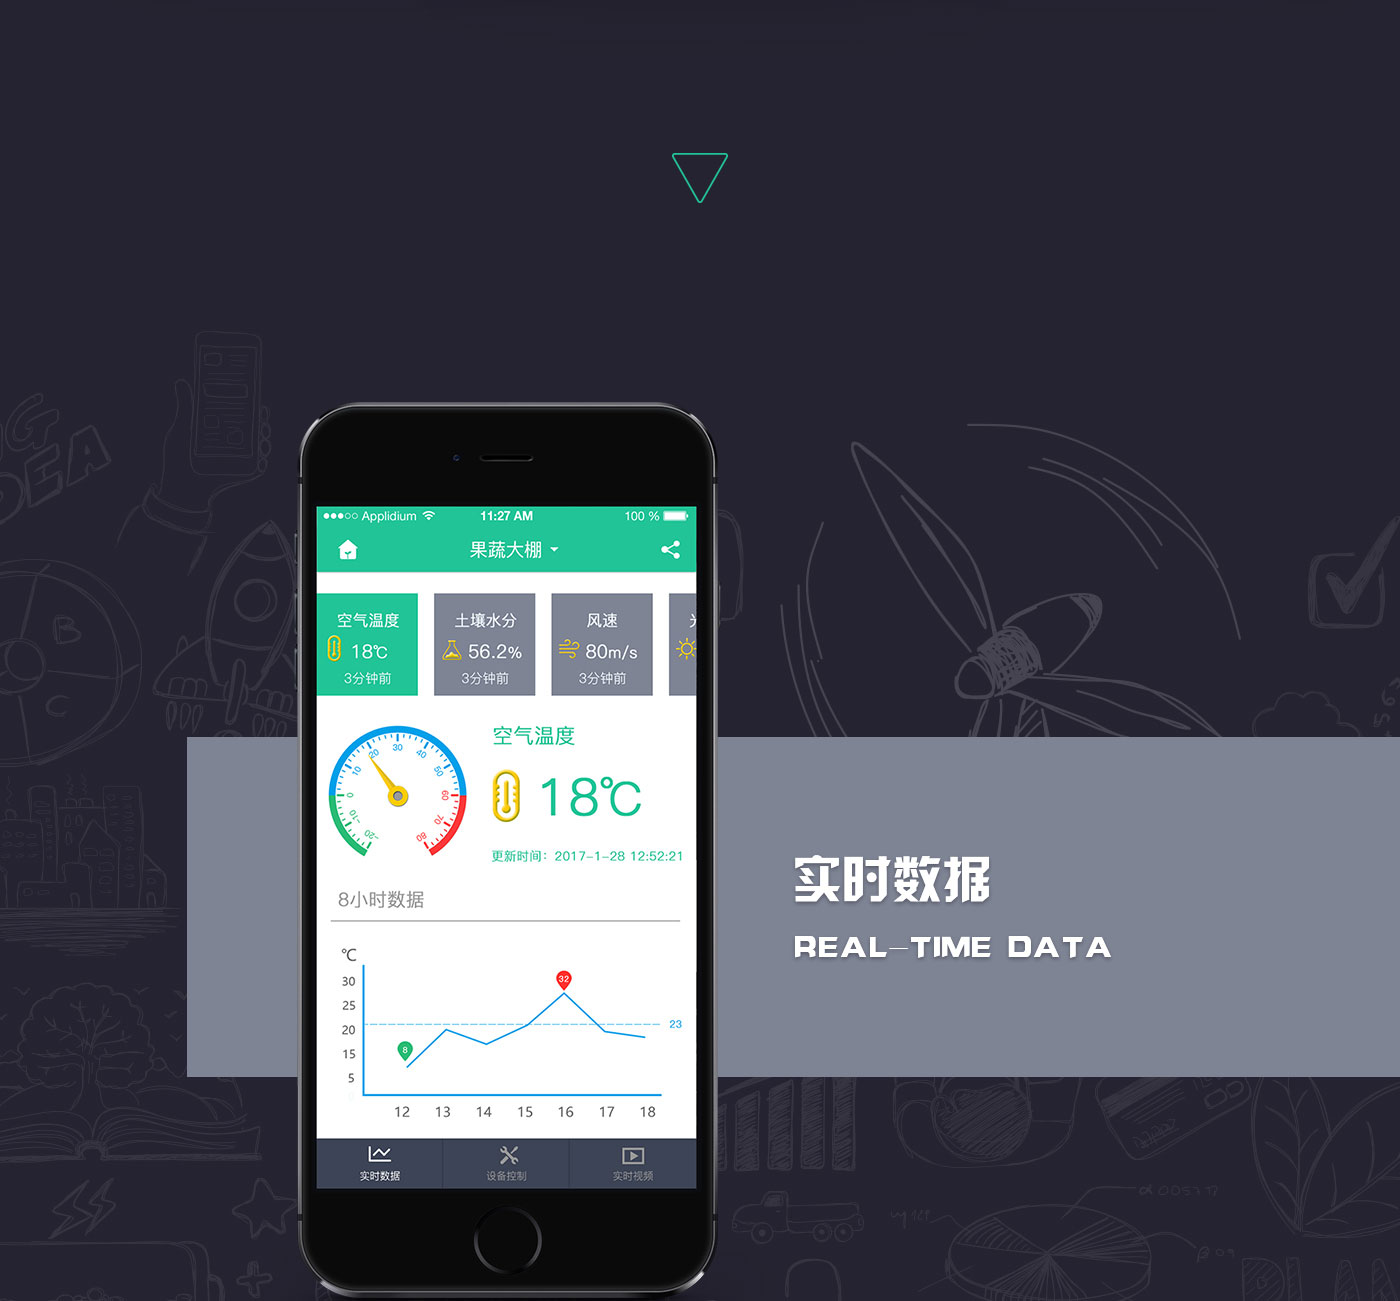 Applidium 11:27 AM 100 %
果蔬大棚
空气温度 土壤水分 风速
18℃ 56.2% 80m/s
3分钟前 3分钟前 3分钟前
空气温度
18℃
更新时间：2017-1-28 12:52:21
-20 -10 0 10 20 30 40 50 60 70 80
8小时数据
℃
30
25
20
15
5
32
23
8
12 13 14 15 16 17 18
实时数据 设备控制 实时视频
实时数据
REAL-TIME DATA
IDEA
B
C